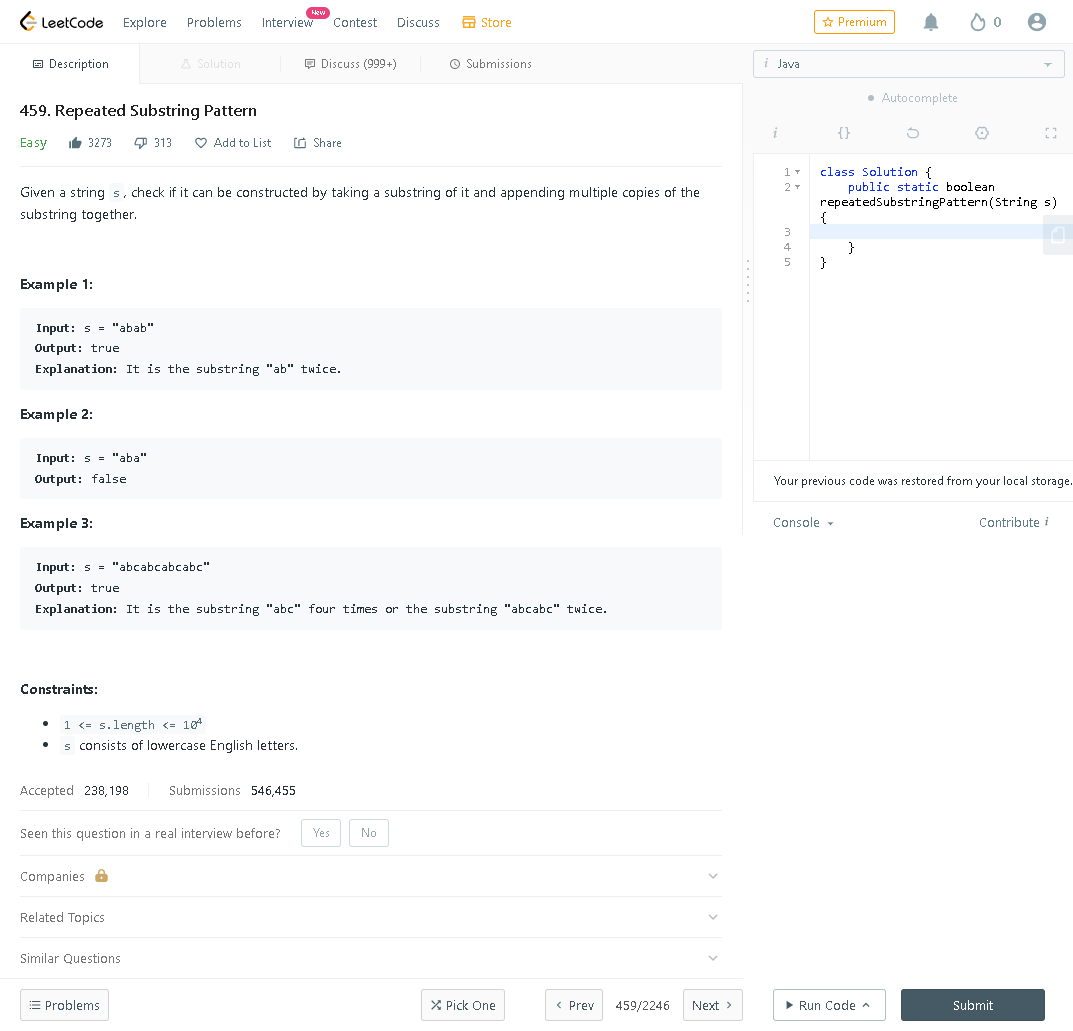 LeetCode Explore Problems Interview New Contest Discuss Store Premium 0
Description Solution Discuss (999+) Submissions
i Java
Autocomplete
i {}
459. Repeated Substring Pattern
Easy 3273 313 Add to List Share
Given a string s, check if it can be constructed by taking a substring of it and appending multiple copies of the
substring together.
Example 1:
Input: s = "abab"
Output: true
Explanation: It is the substring "ab" twice.
Example 2:
Input: s = "aba"
Output: false
Example 3:
Input: s = "abcabcabcabc"
Output: true
Explanation: It is the substring "abc" four times or the substring "abcabc" twice.
Constraints:
• 1 <= s.length <= 10⁴
• s consists of lowercase English letters.
Accepted 238,198 Submissions 546,455
Seen this question in a real interview before? Yes No
Companies
Related Topics
Similar Questions
1 class Solution {
2 public static boolean
repeatedSubstringPattern(String s)
{
3
4 }
5 }
Your previous code was restored from your local storage.
Console Contribute i
Problems Pick One < Prev 459/2246 Next > Run Code Submit